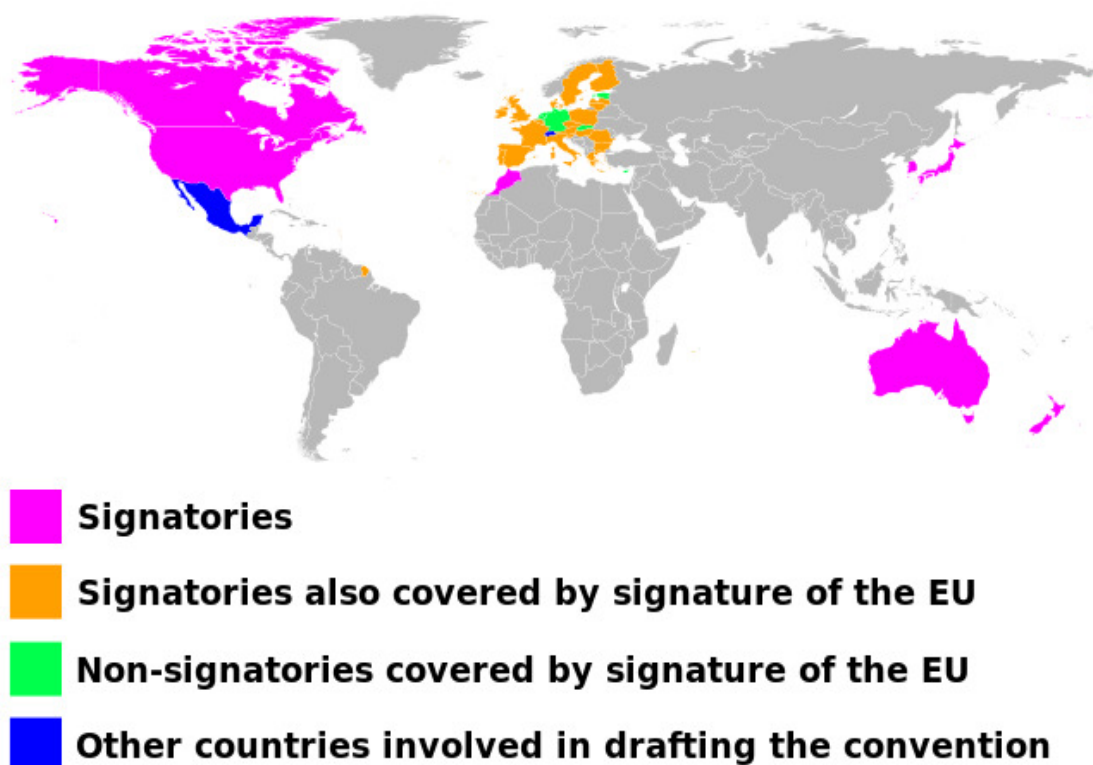 Signatories
Signatories also covered by signature of the EU
Non-signatories covered by signature of the EU
Other countries involved in drafting the convention